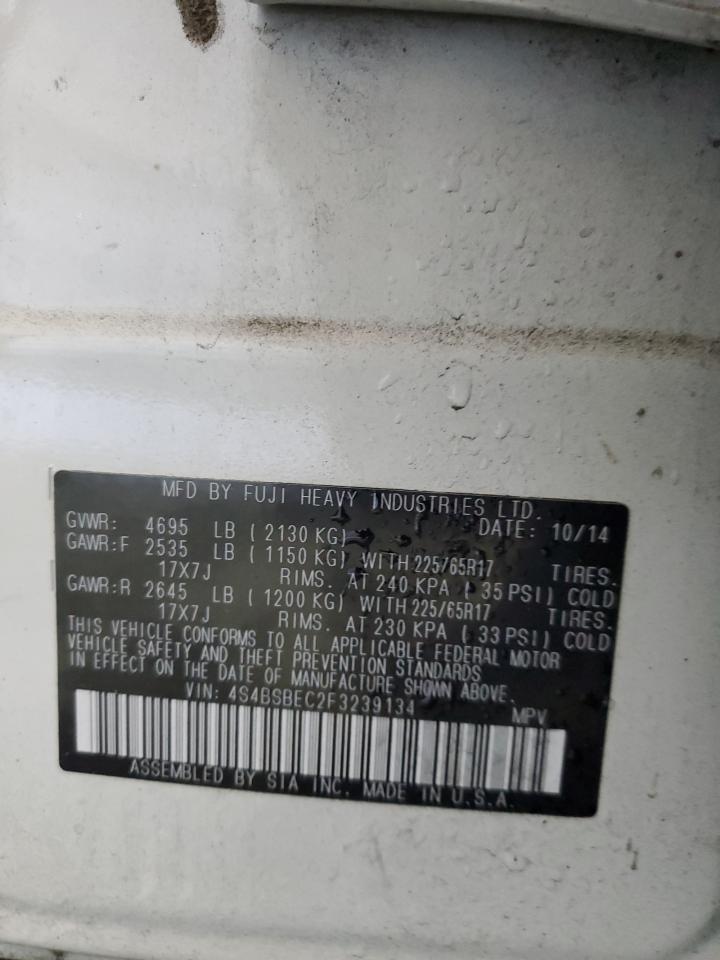 MFD BY FUJI HEAVY INDUSTRIES LTD.
GVWR: 4695 LB ( 2130 KG) DATE: 10/14
GAWR:F 2535 LB ( 1150 KG) WITH 225/65R17 TIRES.
17X7J RIMS. AT 240 KPA ( 35 PSI) COLD
GAWR:R 2645 LB ( 1200 KG) WITH 225/65R17 TIRES.
17X7J RIMS. AT 230 KPA ( 33 PSI) COLD
THIS VEHICLE CONFORMS TO ALL APPLICABLE FEDERAL MOTOR
VEHICLE SAFETY AND THEFT PREVENTION STANDARDS
IN EFFECT ON THE DATE OF MANUFACTURE SHOWN ABOVE.
VIN: 4S4BSBEC2F3239134 MPV
ASSEMBLED BY SIA INC. MADE IN U.S.A.